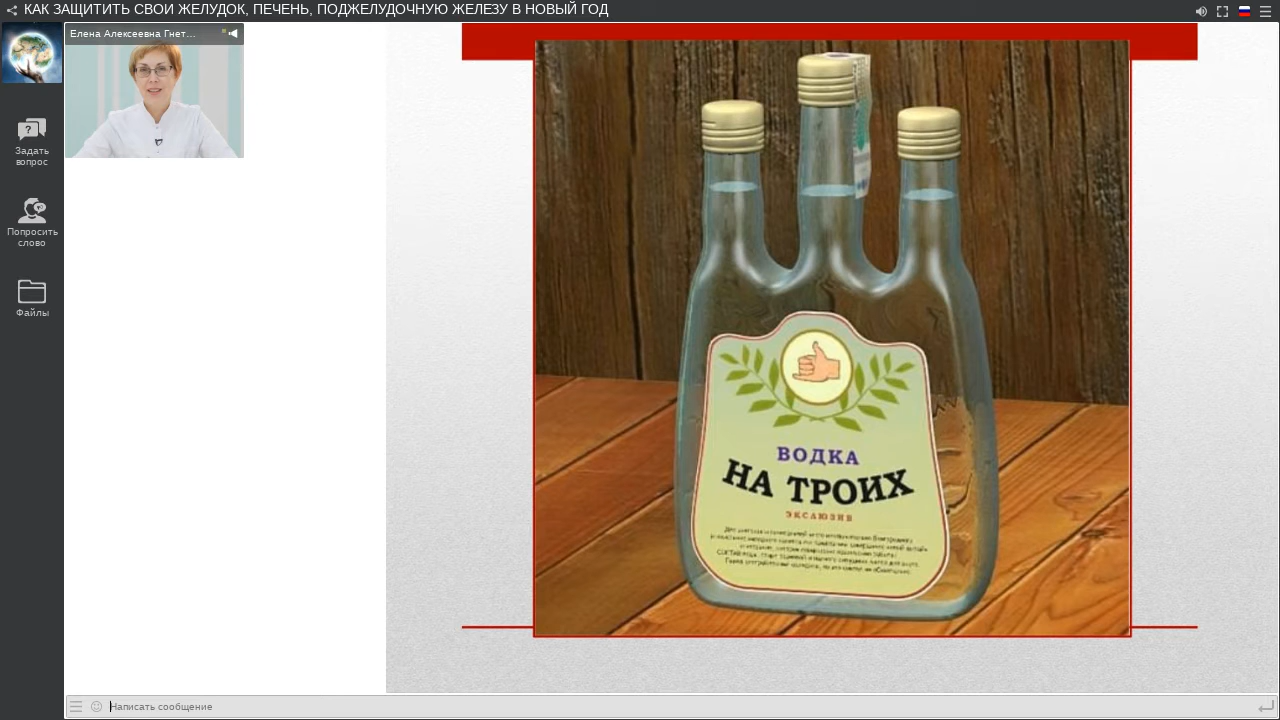 КАК ЗАЩИТИТЬ СВОИ ЖЕЛУДОК, ПЕЧЕНЬ, ПОДЖЕЛУДОЧНУЮ ЖЕЛЕЗУ В НОВЫЙ ГОД
Елена Алексеевна Гнет...
Задать
вопрос
Попросить
слово
Файлы
ВОДКА
НА ТРОИХ
ЭКСЛЮЗИВ
Написать сообщение